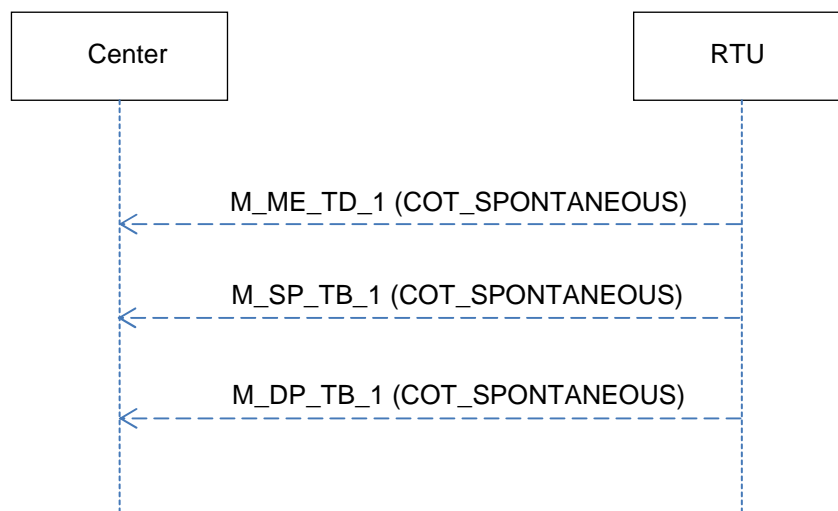 Center
RTU
M_ME_TD_1 (COT_SPONTANEOUS)
M_SP_TB_1 (COT_SPONTANEOUS)
M_DP_TB_1 (COT_SPONTANEOUS)